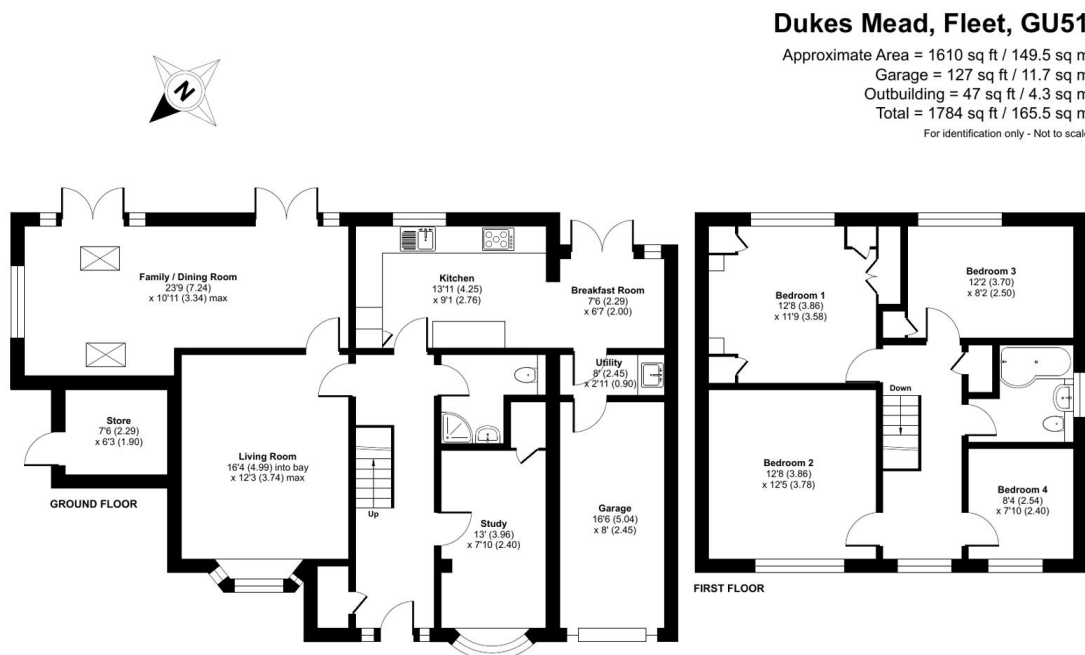 Dukes Mead, Fleet, GU51
Approximate Area = 1610 sq ft / 149.5 sq m
Garage = 127 sq ft / 11.7 sq m
Outbuilding = 47 sq ft / 4.3 sq m
Total = 1784 sq ft / 165.5 sq m
For identification only - Not to scale
N
Family / Dining Room
23'9 (7.24)
x 10'11 (3.34) max
Kitchen
13'11 (4.25)
x 9'1 (2.76)
Breakfast Room
7'6 (2.29)
x 6'7 (2.00)
Utility
8' (2.45)
x 2'11 (0.90)
Store
7'6 (2.29)
x 6'3 (1.90)
GROUND FLOOR
Living Room
16'4 (4.99) into bay
x 12'3 (3.74) max
Up
Study
13' (3.96)
x 7'10 (2.40)
Garage
16'6 (5.04)
x 8' (2.45)
Bedroom 1
12'8 (3.86)
x 11'9 (3.58)
Bedroom 3
12'2 (3.70)
x 8'2 (2.50)
Down
Bedroom 2
12'8 (3.86)
x 12'5 (3.78)
Bedroom 4
8'4 (2.54)
x 7'10 (2.40)
FIRST FLOOR